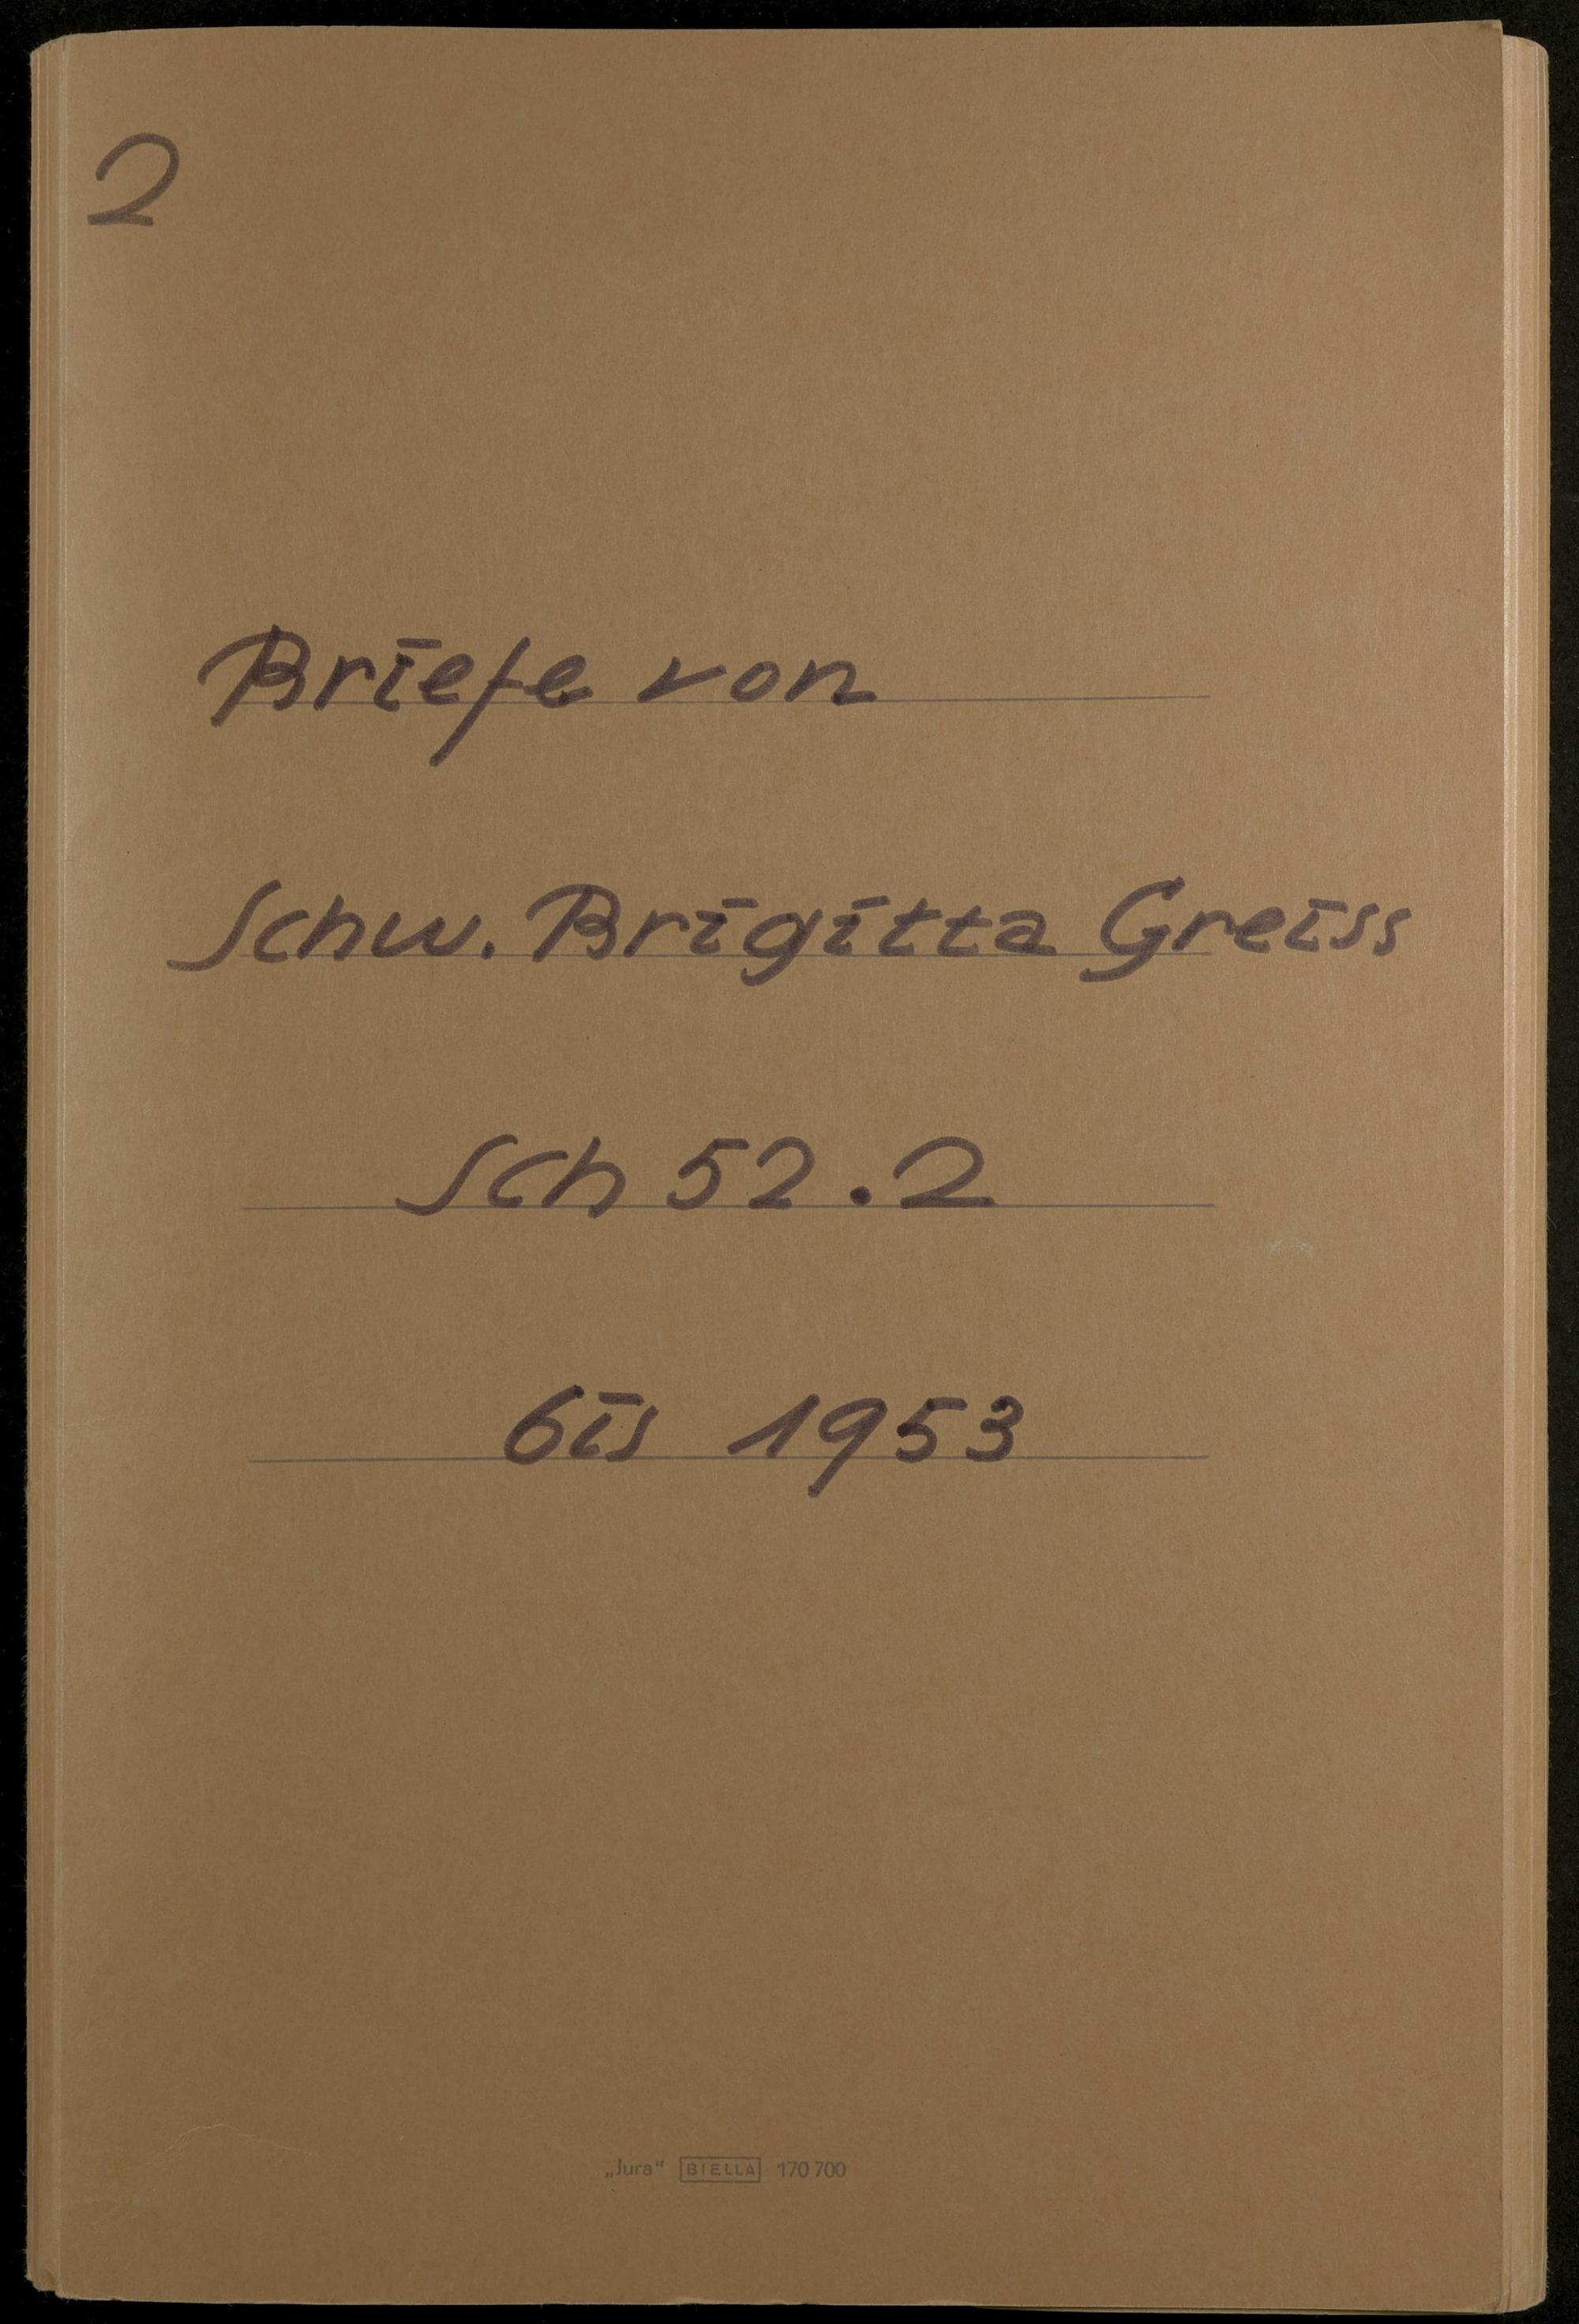 2
Briefe von
Schw. Brigitta Greiss
Sch 52.2
bis 1953
„Jura“ BIELLA 170 700